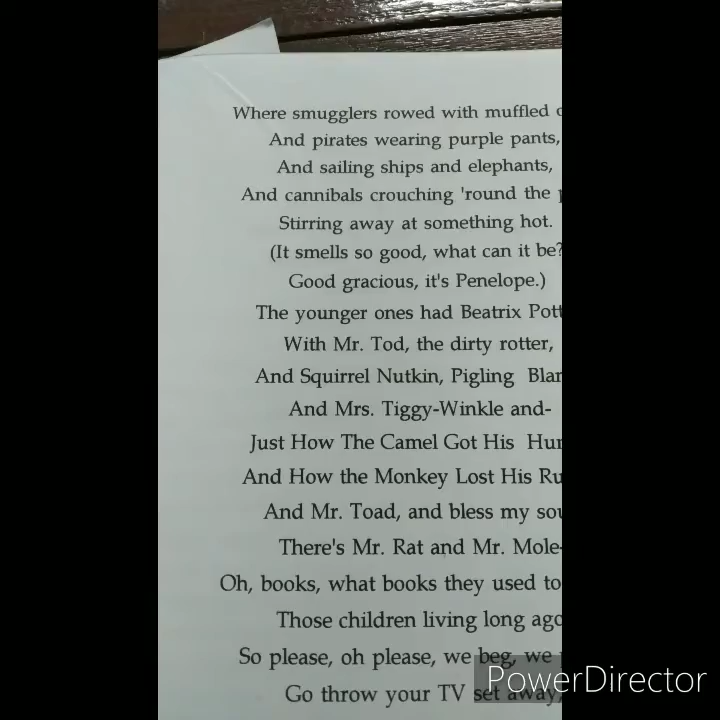 Where smugglers rowed with muffled
And pirates wearing purple pants,
And sailing ships and elephants,
And cannibals crouching 'round the
Stirring away at something hot.
(It smells so good, what can it be?
Good gracious, it's Penelope.)
The younger ones had Beatrix
With Mr. Tod, the dirty rotter,
And Squirrel Nutkin, Pigling
And Mrs. Tiggy-Winkle and-
Just How The Camel Got His
And How the Monkey Lost His
And Mr. Toad, and bless my
There's Mr. Rat and Mr. Mole-
Oh, books, what books they used to
Those children living long
So please, oh please, we beg, we
Go throw your TV set away,
PowerDirector